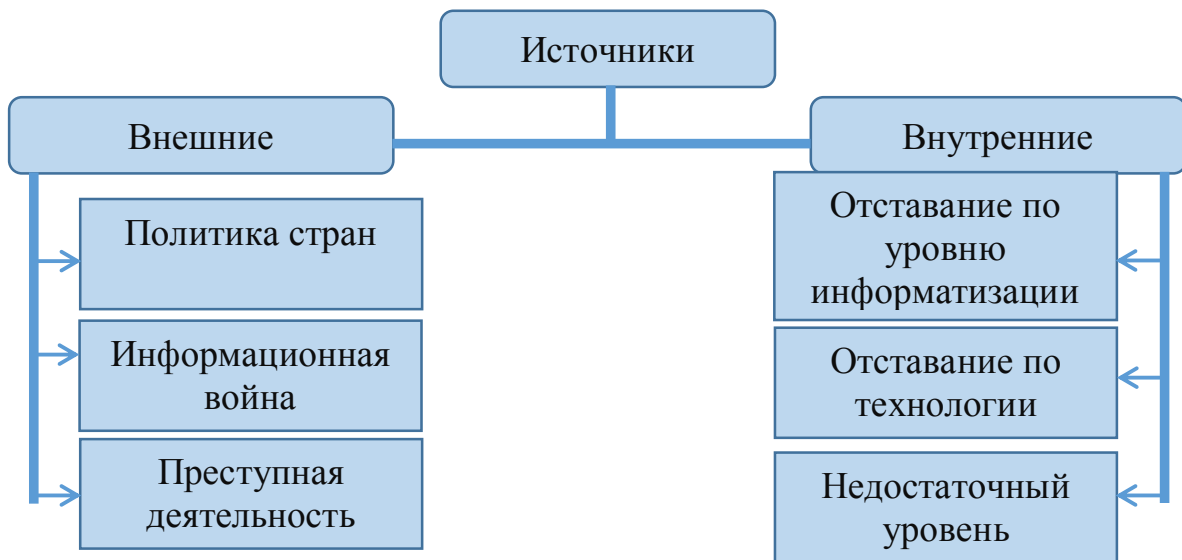 Источники
Внешние
Внутренние
Политика стран
Информационная
война
Преступная
деятельность
Отставание по
уровню
информатизации
Отставание по
технологии
Недостаточный
уровень